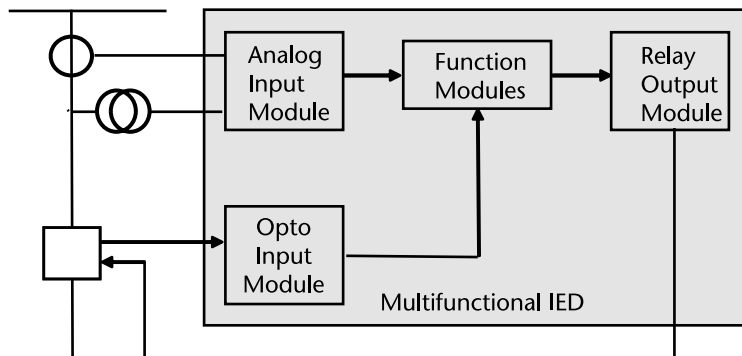 Analog
Input
Module
Function
Modules
Relay
Output
Module
Opto
Input
Module
Multifunctional IED